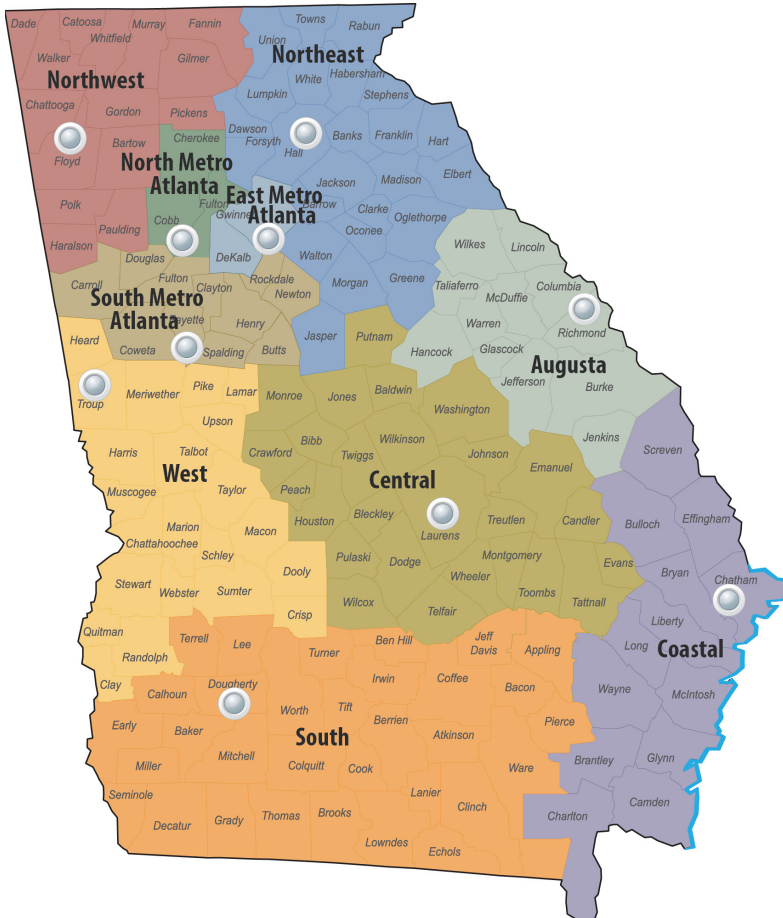 Dade
Catoosa
Murray
Fannin
Towns
Rabun
Whitfield
Union
Walker
Gilmer
Northeast
Northwest
White
Habersham
Lumpkin
Stephens
Chattooga
Gordon
Pickens
Dawson
Forsyth
Hall
Banks
Franklin
Hart
Cherokee
Bartow
Floyd
North Metro
Atlanta
Elbert
Jackson
Madison
East Metro
Atlanta
Fulton
Gwinnett
Barrow
Clarke
Oglethorpe
Oconee
Polk
Paulding
Cobb
Haralson
Douglas
DeKalb
Walton
Wilkes
Lincoln
Carroll
Fulton
Clayton
Rockdale
Newton
Morgan
Greene
Taliaferro
Columbia
McDuffie
South Metro
Atlanta
Fayette
Henry
Richmond
Warren
Heard
Coweta
Spalding
Butts
Jasper
Putnam
Hancock
Glascock
Augusta
Jefferson
Burke
Troup
Meriwether
Pike
Lamar
Monroe
Jones
Baldwin
Washington
Upson
Jenkins
Harris
Talbot
Crawford
Bibb
Twiggs
Wilkinson
Johnson
Emanuel
Screven
West
Central
Muscogee
Taylor
Peach
Houston
Bleckley
Laurens
Treutlen
Candler
Bulloch
Effingham
Marion
Chattahoochee
Macon
Schley
Pulaski
Dodge
Montgomery
Evans
Bryan
Chatham
Stewart
Webster
Sumter
Dooly
Wheeler
Toombs
Tattnall
Crisp
Wilcox
Telfair
Liberty
Long
Coastal
Quitman
Randolph
Terrell
Lee
Turner
Ben Hill
Jeff
Davis
Appling
Clay
Calhoun
Dougherty
Irwin
Coffee
Bacon
Wayne
McIntosh
Early
Baker
Worth
Tift
Berrien
Atkinson
Pierce
South
Miller
Mitchell
Colquitt
Cook
Ware
Brantley
Glynn
Seminole
Decatur
Grady
Thomas
Brooks
Lanier
Clinch
Charlton
Camden
Lowndes
Echols